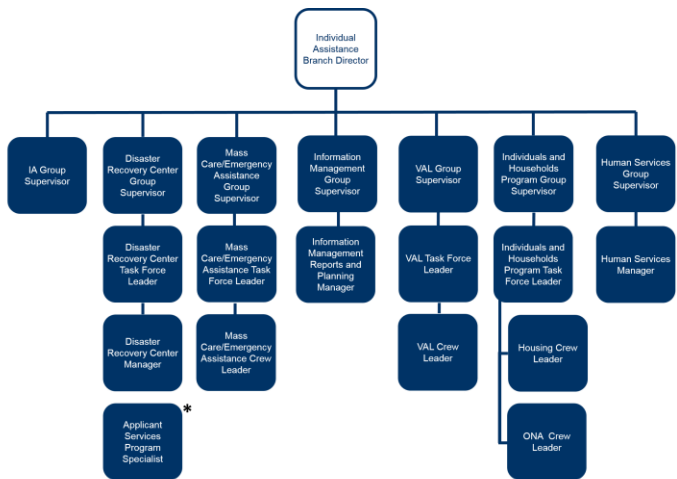 Individual
Assistance
Branch Director
IA Group
Supervisor
Disaster
Recovery Center
Group
Supervisor
Mass
Care/Emergency
Assistance
Group
Supervisor
Information
Management
Group
Supervisor
VAL Group
Supervisor
Individuals and
Households
Program Group
Supervisor
Human Services
Group
Supervisor
Disaster
Recovery Center
Task Force
Leader
Mass
Care/Emergency
Assistance Task
Force Leader
Information
Management
Reports and
Planning
Manager
VAL Task Force
Leader
Individuals and
Households
Program Task
Force Leader
Human Services
Manager
Disaster
Recovery Center
Manager
Mass
Care/Emergency
Assistance Crew
Leader
VAL Crew
Leader
Housing Crew
Leader
Applicant
Services
Program
Specialist
*
ONA Crew
Leader